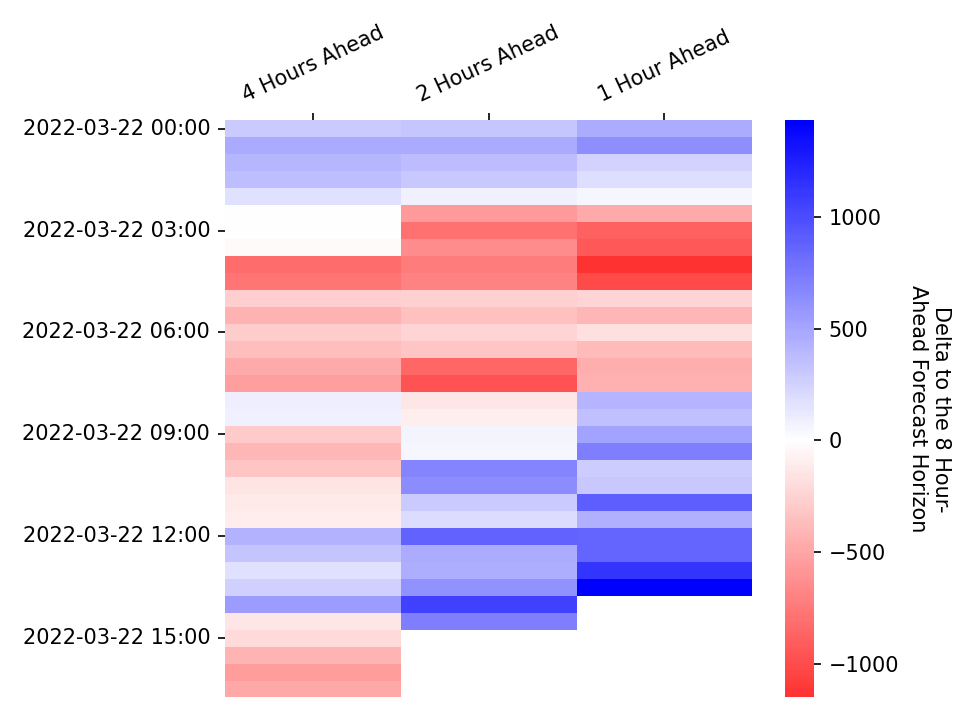 4 Hours Ahead
2 Hours Ahead
1 Hour Ahead
2022-03-22 00:00
2022-03-22 03:00
2022-03-22 06:00
2022-03-22 09:00
2022-03-22 12:00
2022-03-22 15:00
1000
500
0
−500
−1000
Delta to the 8 Hour-
Ahead Forecast Horizon